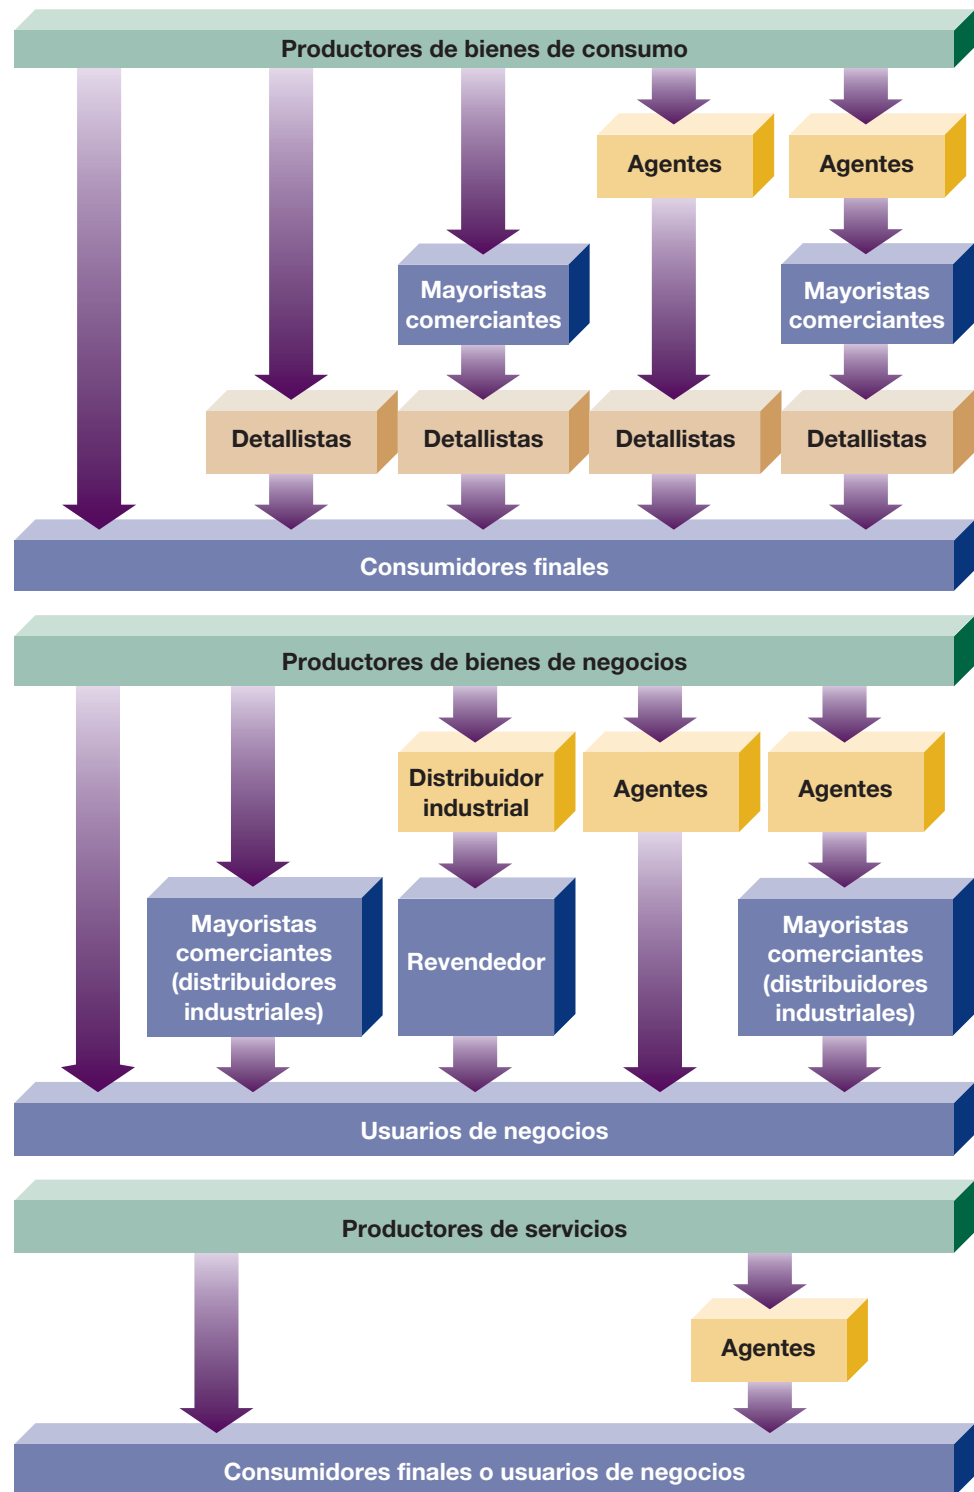 Productores de bienes de consumo
Agentes
Agentes
Mayoristas
comerciantes
Mayoristas
comerciantes
Detallistas
Detallistas
Detallistas
Detallistas
Consumidores finales
Productores de bienes de negocios
Distribuidor
industrial
Agentes
Agentes
Mayoristas
comerciantes
(distribuidores
industriales)
Revendedor
Mayoristas
comerciantes
(distribuidores
industriales)
Usuarios de negocios
Productores de servicios
Agentes
Consumidores finales o usuarios de negocios